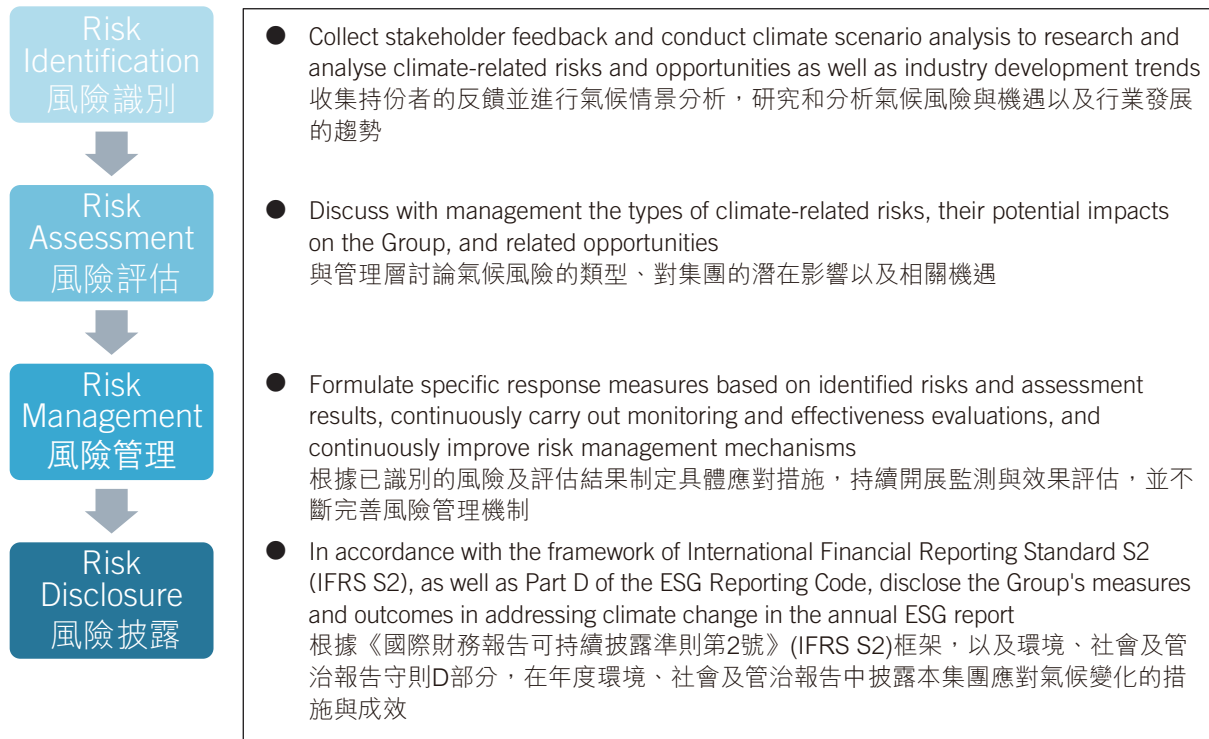 Risk
Identification
風險識別
● Collect stakeholder feedback and conduct climate scenario analysis to research and
analyse climate-related risks and opportunities as well as industry development trends
收集持份者的反饋並進行氣候情景分析，研究和分析氣候風險與機遇以及行業發展
的趨勢
Risk
Assessment
風險評估
● Discuss with management the types of climate-related risks, their potential impacts
on the Group, and related opportunities
與管理層討論氣候風險的類型、對集團的潛在影響以及相關機遇
Risk
Management
風險管理
● Formulate specific response measures based on identified risks and assessment
results, continuously carry out monitoring and effectiveness evaluations, and
continuously improve risk management mechanisms
根據已識別的風險及評估結果制定具體應對措施，持續開展監測與效果評估，並不
斷完善風險管理機制
Risk
Disclosure
風險披露
● In accordance with the framework of International Financial Reporting Standard S2
(IFRS S2), as well as Part D of the ESG Reporting Code, disclose the Group's measures
and outcomes in addressing climate change in the annual ESG report
根據《國際財務報告可持續披露準則第2號》(IFRS S2)框架，以及環境、社會及管
治報告守則D部分，在年度環境、社會及管治報告中披露本集團應對氣候變化的措
施與成效